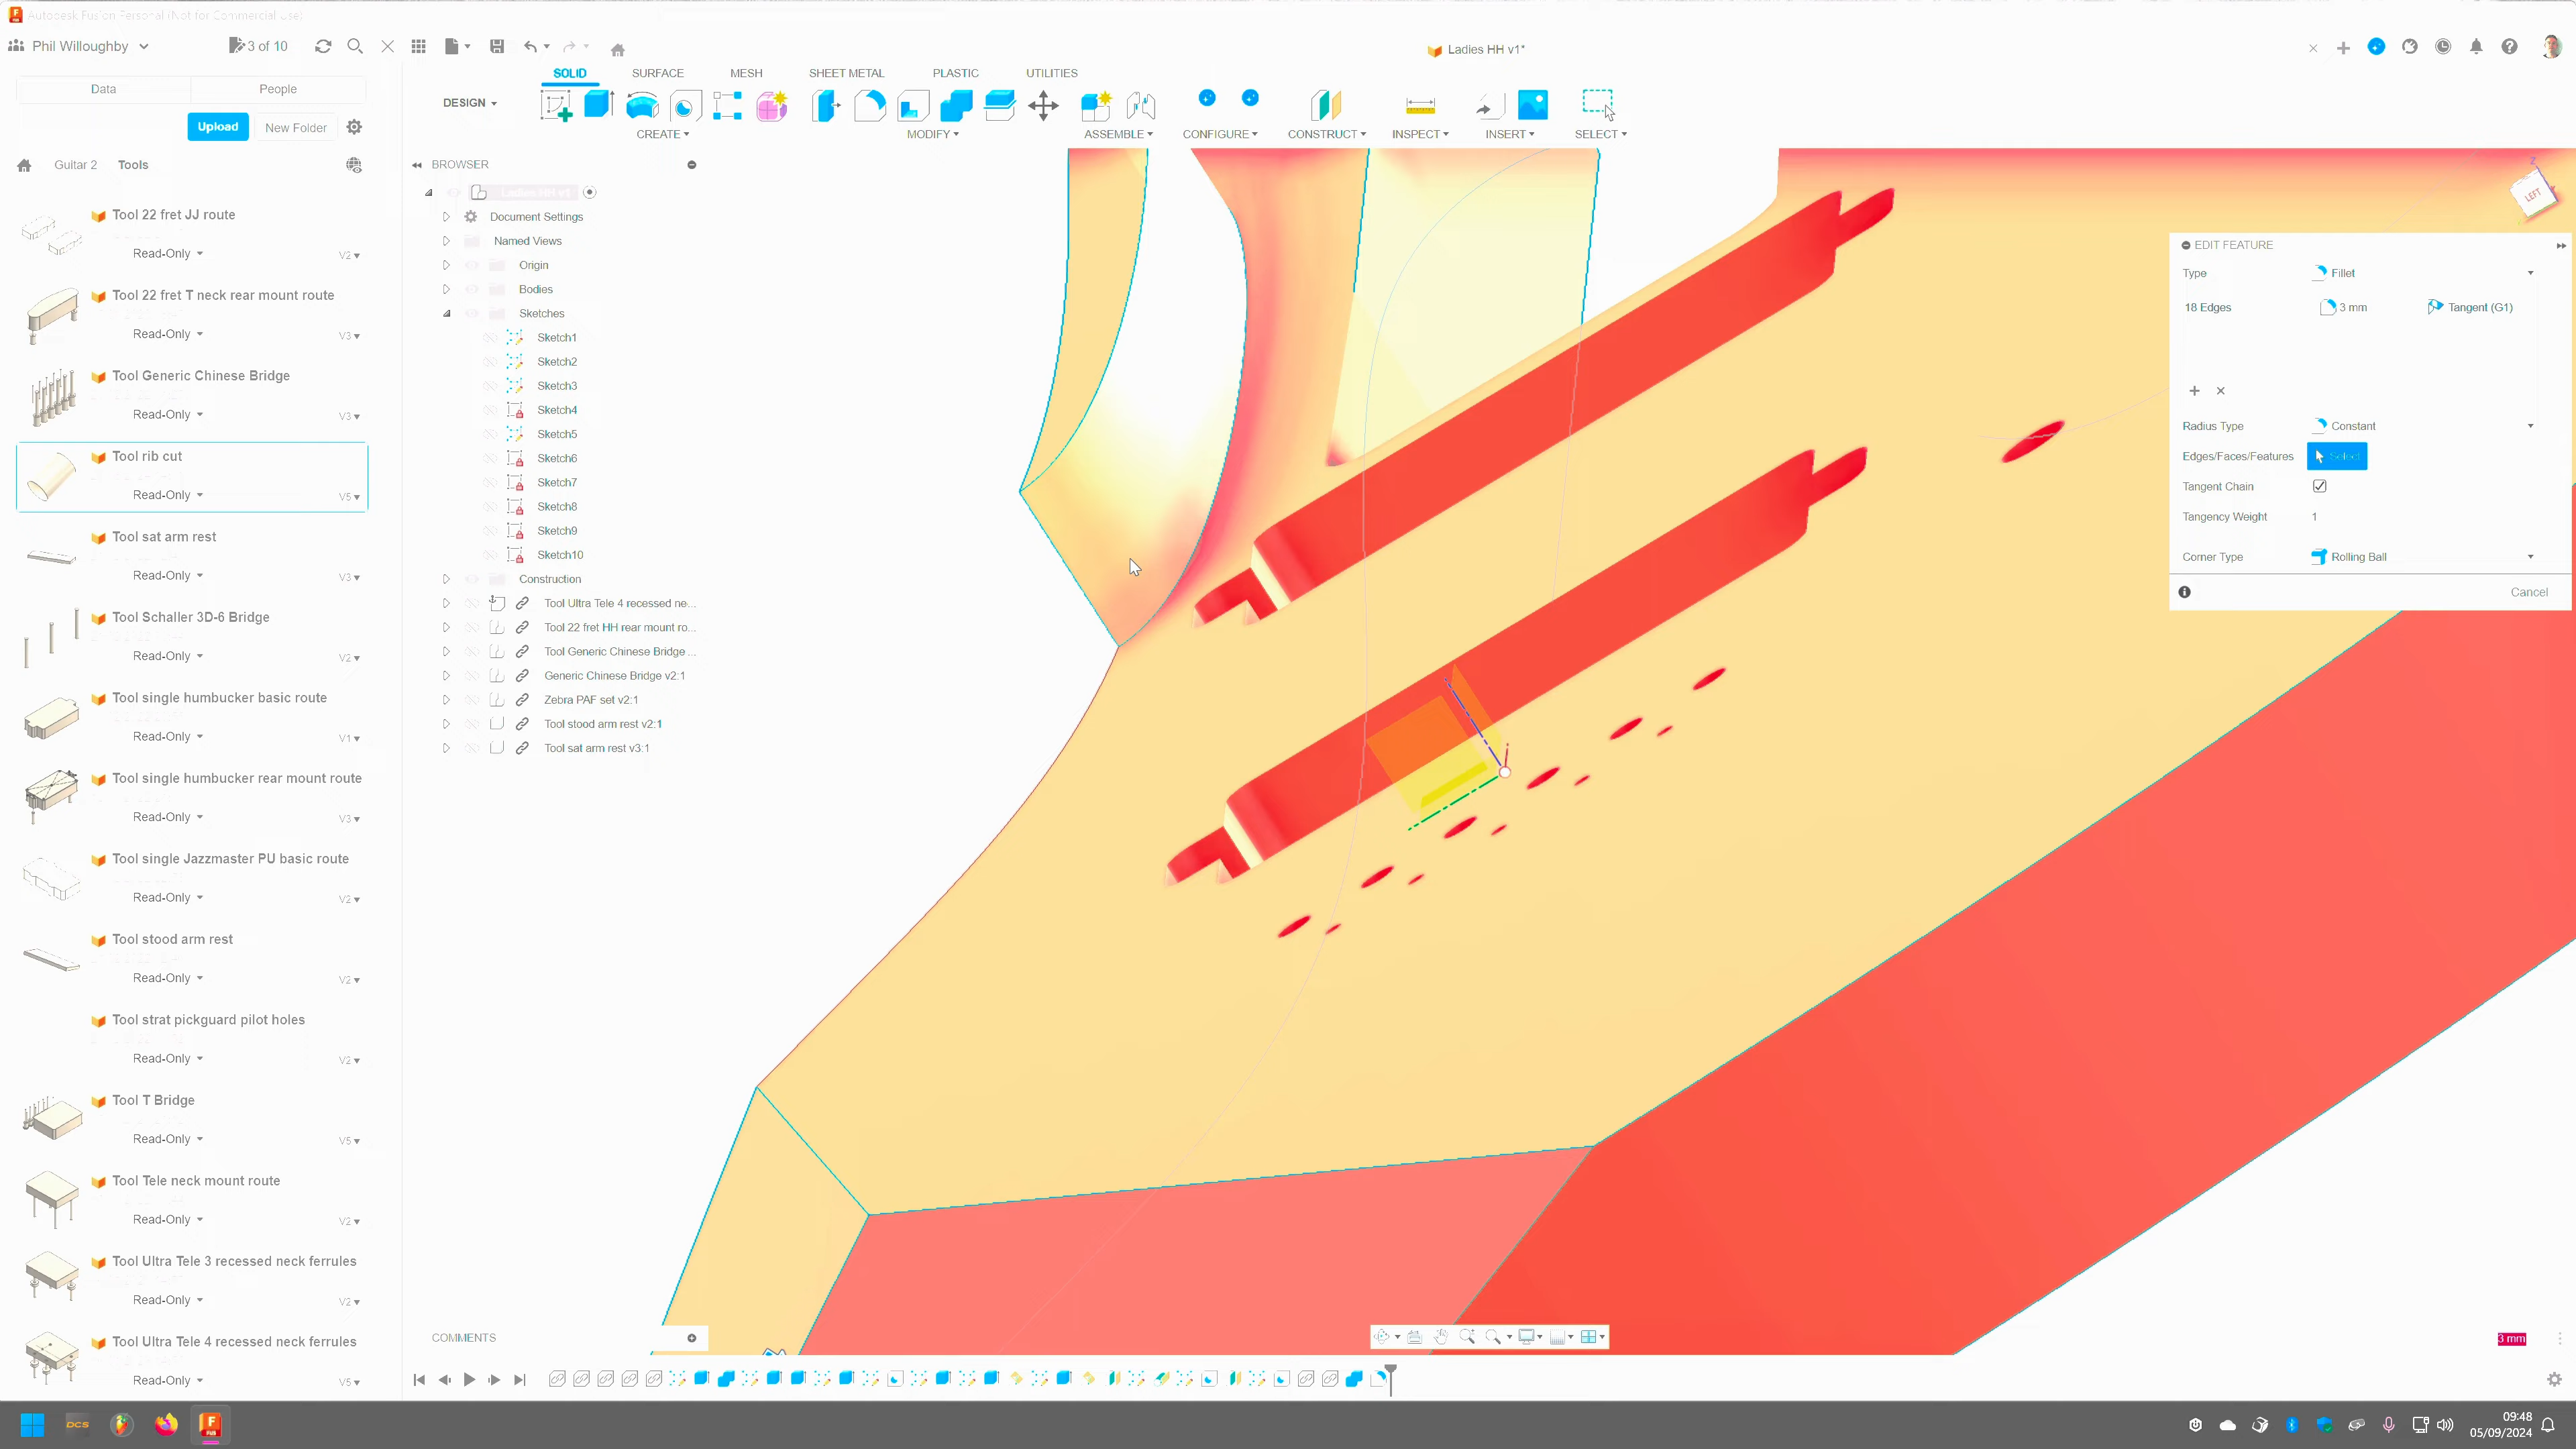 Autodesk Fusion Personal (Not for Commercial Use)
Phil Willoughby
3 of 10
Ladies HH v1*
Data
People
Upload
New Folder
Guitar 2
Tools
Tool 22 fret JJ route
Read-Only
V2
Tool 22 fret T neck rear mount route
Read-Only
V3
Tool Generic Chinese Bridge
Read-Only
V3
Tool rib cut
Read-Only
V5
Tool sat arm rest
Read-Only
V3
Tool Schaller 3D-6 Bridge
Read-Only
V2
Tool single humbucker basic route
Read-Only
V1
Tool single humbucker rear mount route
Read-Only
V3
Tool single Jazzmaster PU basic route
Read-Only
V2
Tool stood arm rest
Read-Only
V2
Tool strat pickguard pilot holes
Read-Only
V2
Tool T Bridge
Read-Only
V5
Tool Tele neck mount route
Read-Only
V2
Tool Ultra Tele 3 recessed neck ferrules
Read-Only
V2
Tool Ultra Tele 4 recessed neck ferrules
Read-Only
V5
SOLID
SURFACE
MESH
SHEET METAL
PLASTIC
UTILITIES
DESIGN
CREATE
MODIFY
ASSEMBLE
CONFIGURE
CONSTRUCT
INSPECT
INSERT
SELECT
BROWSER
Ladies HH v1
Document Settings
Named Views
Origin
Bodies
Sketches
Sketch1
Sketch2
Sketch3
Sketch4
Sketch5
Sketch6
Sketch7
Sketch8
Sketch9
Sketch10
Construction
Tool Ultra Tele 4 recessed ne...
Tool 22 fret HH rear mount ro...
Tool Generic Chinese Bridge ...
Generic Chinese Bridge v2:1
Zebra PAF set v2:1
Tool stood arm rest v2:1
Tool sat arm rest v3:1
COMMENTS
Z
LEFT
EDIT FEATURE
Type
Fillet
18 Edges
3 mm
Tangent (G1)
Radius Type
Constant
Edges/Faces/Features
Select
Tangent Chain
Tangency Weight
1
Corner Type
Rolling Ball
Cancel
3 mm
DCS
F
FUS
09:48
05/09/2024